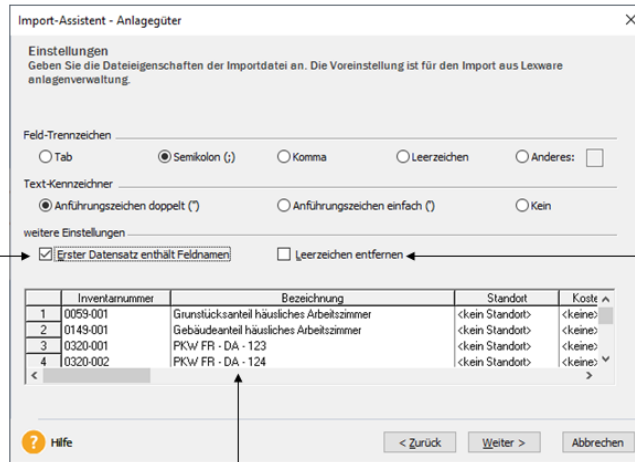 Import-Assistent - Anlagegüter
Einstellungen
Geben Sie die Dateieigenschaften der Importdatei an. Die Voreinstellung ist für den Import aus Lexware
anlagenverwaltung.
Feld-Trennzeichen
Tab Semikolon (;) Komma Leerzeichen Anderes:
Text-Kennzeichner
Anführungszeichen doppelt (") Anführungszeichen einfach (') Kein
weitere Einstellungen
Erster Datensatz enthält Feldnamen Leerzeichen entfernen
Inventarnummer Bezeichnung Standort Koste
1 0059-001 Grunstücksanteil häusliches Arbeitszimmer <kein Standort> <keine>
2 0149-001 Gebäudeanteil häusliches Arbeitszimmer <kein Standort> <keine>
3 0320-001 PKW FR - DA - 123 <kein Standort> <keine>
4 0320-002 PKW FR - DA - 124 <kein Standort> <keine>
? Hilfe < Zurück Weiter > Abbrechen